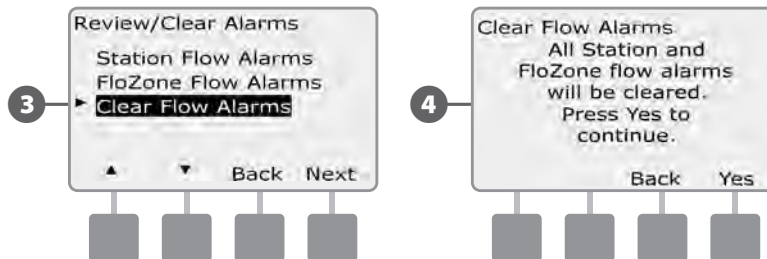 3
Review/Clear Alarms
Station Flow Alarms
FloZone Flow Alarms
Clear Flow Alarms
Back Next
4
Clear Flow Alarms
All Station and
FloZone flow alarms
will be cleared.
Press Yes to
continue.
Back Yes